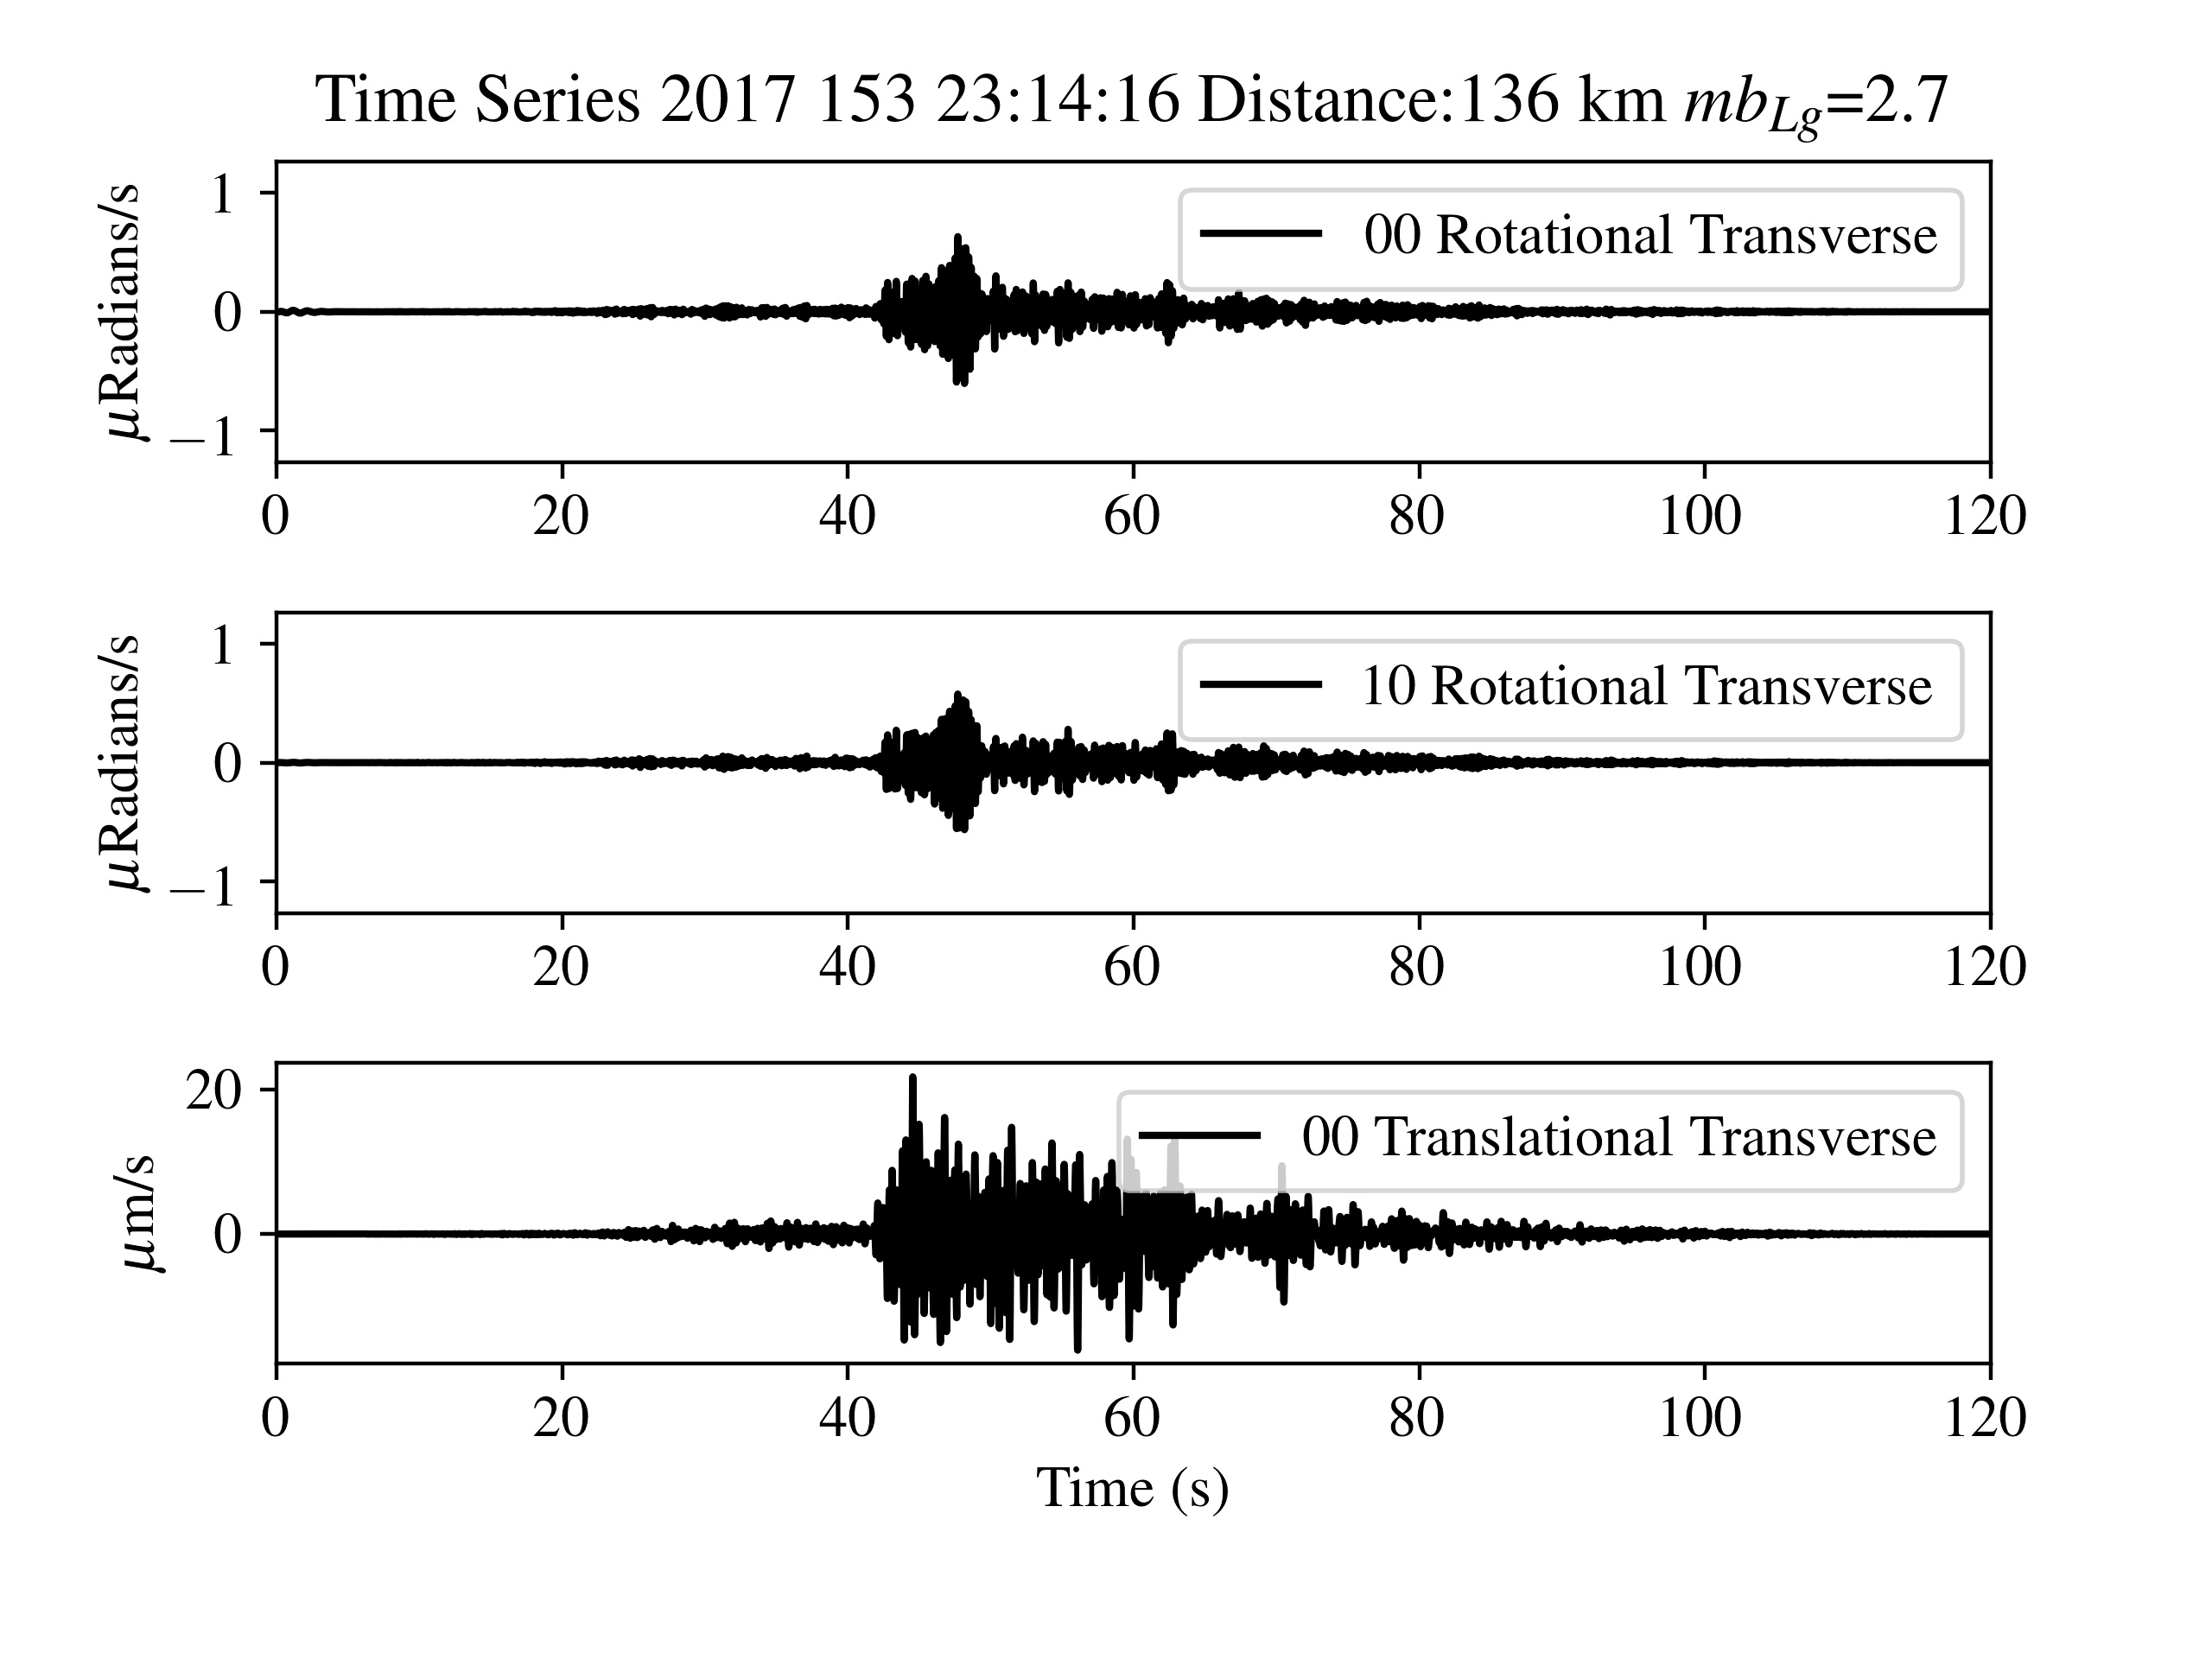 Time Series 2017 153 23:14:16 Distance:136 km mb_{Lg}=2.7
μRadians/s
1
0
−1
00 Rotational Transverse
0 20 40 60 80 100 120
μRadians/s
1
0
−1
10 Rotational Transverse
0 20 40 60 80 100 120
μm/s
20
0
00 Translational Transverse
0 20 40 60 80 100 120
Time (s)